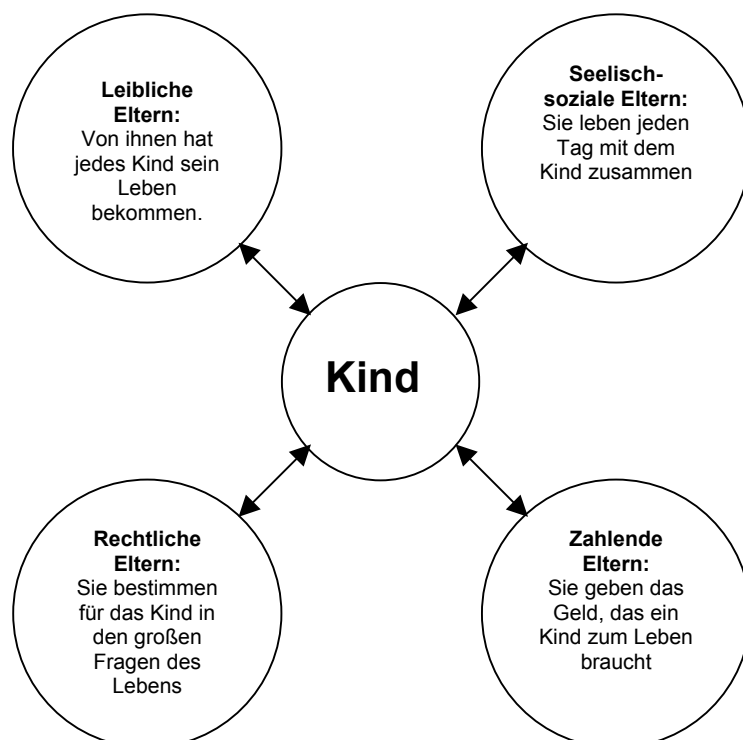 Leibliche
Eltern:
Von ihnen hat
jedes Kind sein
Leben
bekommen.
Seelisch-
soziale Eltern:
Sie leben jeden
Tag mit dem
Kind zusammen
Kind
Rechtliche
Eltern:
Sie bestimmen
für das Kind in
den großen
Fragen des
Lebens
Zahlende
Eltern:
Sie geben das
Geld, das ein
Kind zum Leben
braucht